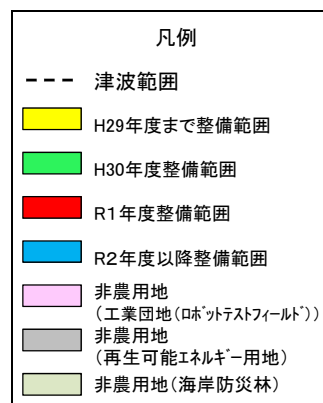 凡例
津波範囲
H29年度まで整備範囲
H30年度整備範囲
R1年度整備範囲
R2年度以降整備範囲
非農用地
(工業団地(ﾛﾎﾞｯﾄﾃｽﾄﾌｨｰﾙﾄﾞ))
非農用地
(再生可能ｴﾈﾙｷﾞｰ用地)
非農用地(海岸防災林)